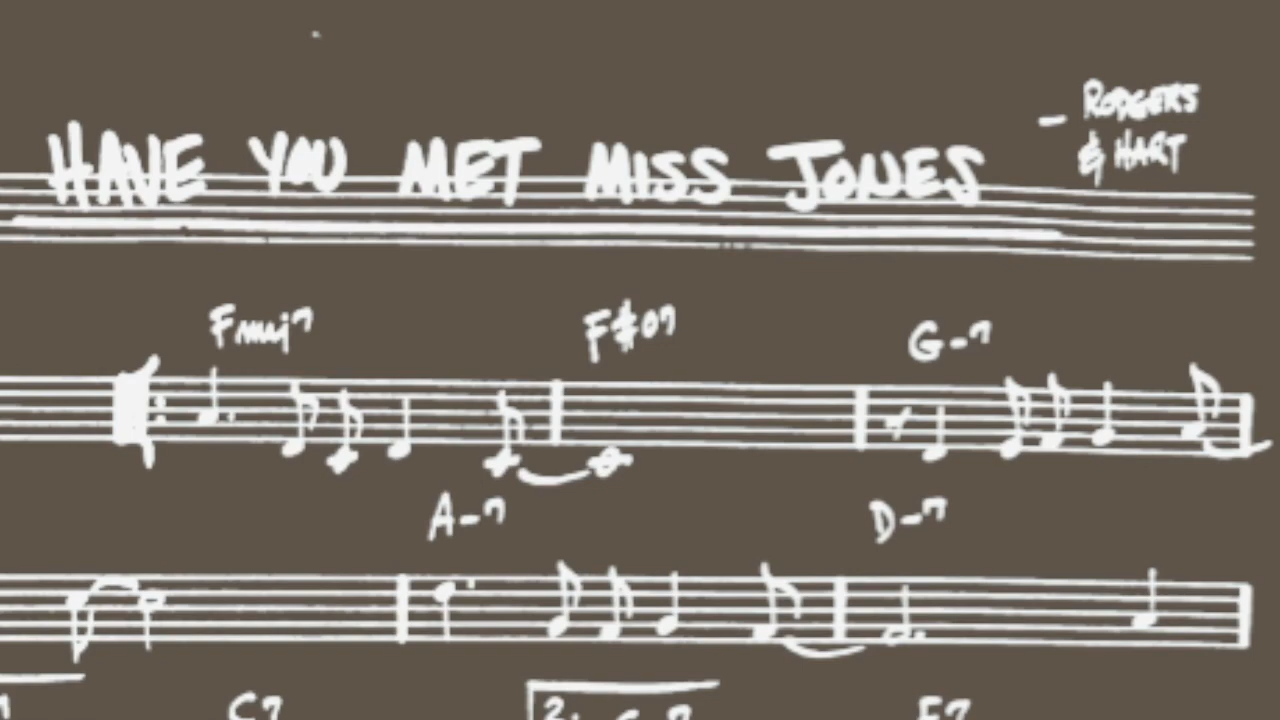 HAVE YOU MET MISS JONES
- RODGERS
& HART
Fmaj7 F#o7 G-7
A-7 D-7
C7 2.